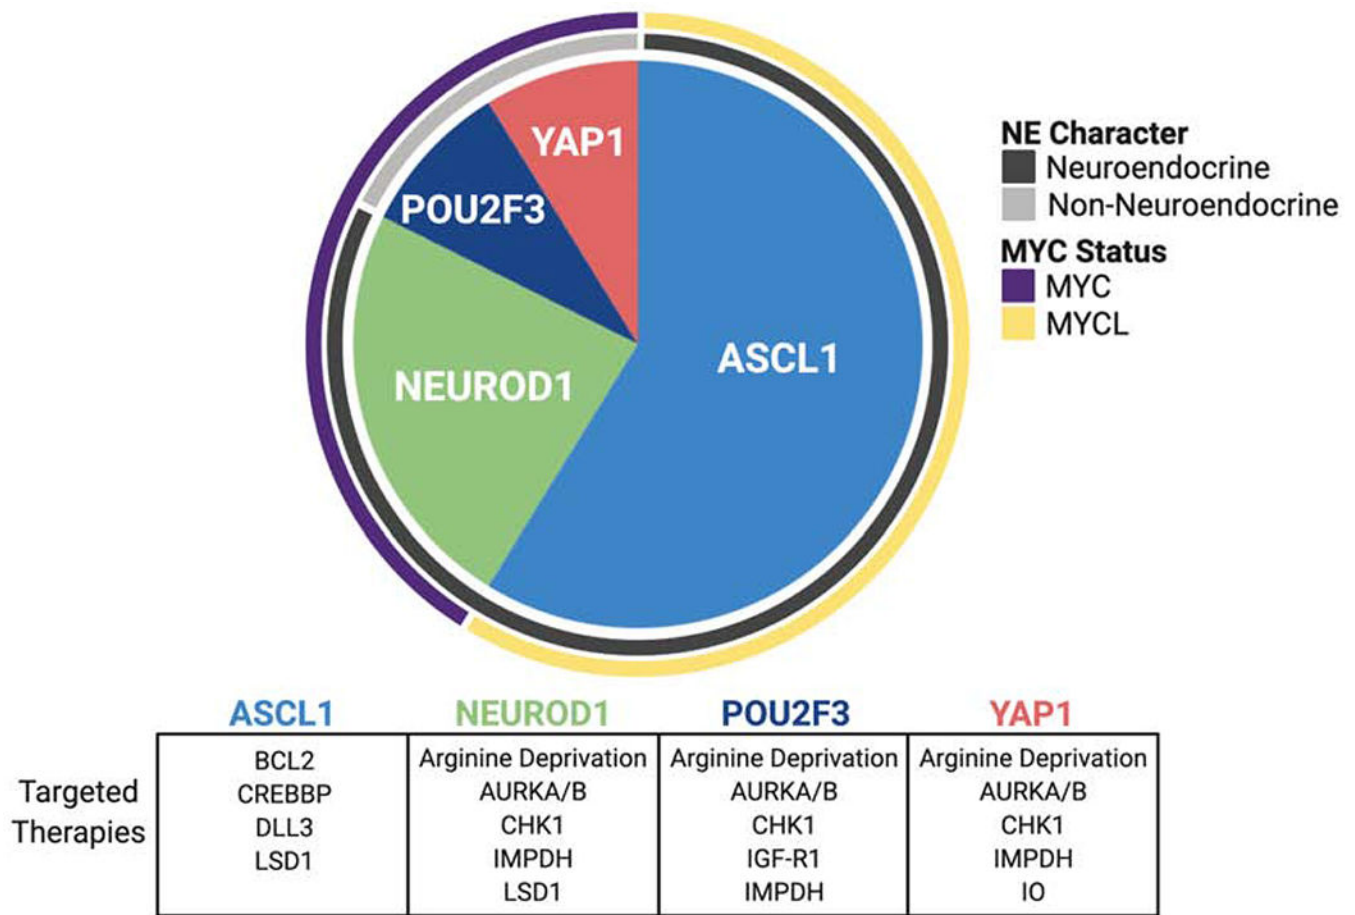 YAP1
POU2F3
NEUROD1
ASCL1
NE Character
Neuroendocrine
Non-Neuroendocrine
MYC Status
MYC
MYCL
ASCL1 NEUROD1 POU2F3 YAP1
Targeted
Therapies
BCL2
CREBBP
DLL3
LSD1
Arginine Deprivation
AURKA/B
CHK1
IMPDH
LSD1
Arginine Deprivation
AURKA/B
CHK1
IGF-R1
IMPDH
Arginine Deprivation
AURKA/B
CHK1
IMPDH
IO